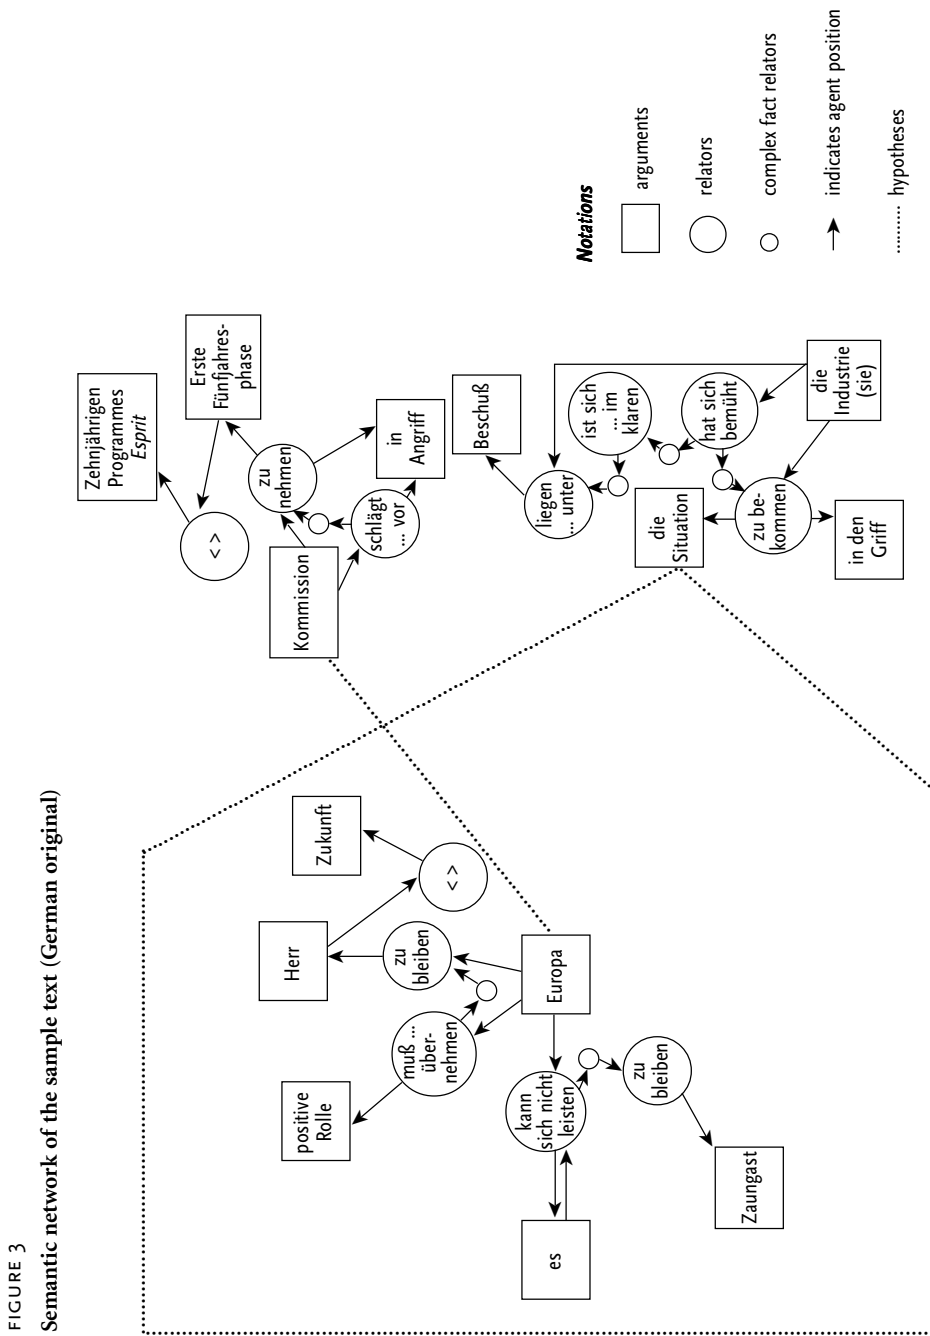 FIGURE 3
Semantic network of the sample text (German original)
es
positive
Rolle
Herr
Zukunft
muß ...
über-
nehmen
zu
bleiben
< >
kann
sich nicht
leisten
Europa
zu
bleiben
Zaungast
Zehnjährigen
Programmes
Esprit
< >
Erste
Fünfjahres-
phase
Kommission
zu
nehmen
schlägt
... vor
in
Angriff
Beschuß
liegen
... unter
ist sich
... im
klaren
die
Situation
hat sich
bemüht
zu be-
kommen
die
Industrie
(sie)
in den
Griff
Notations
arguments
relators
complex fact relators
indicates agent position
hypotheses